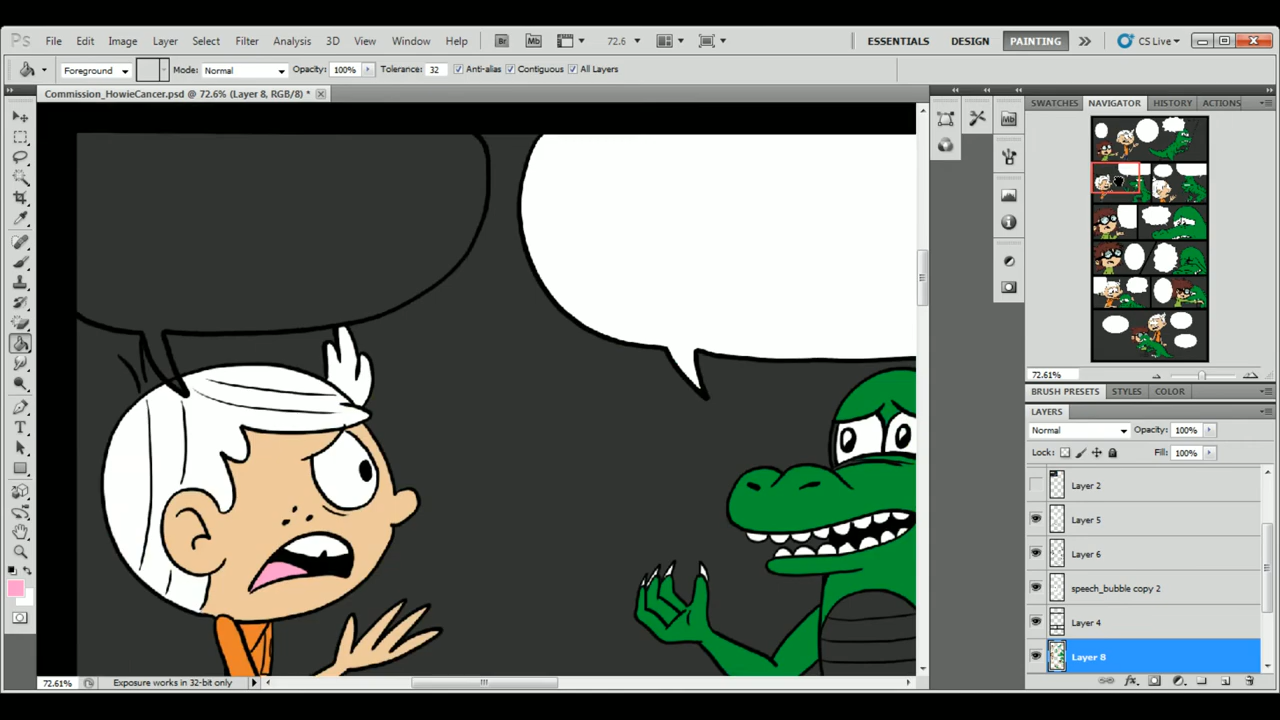 Ps File Edit Image Layer Select Filter Analysis 3D View Window Help Br Mb 72.6 ESSENTIALS DESIGN PAINTING CS Live
Foreground Mode: Normal Opacity: 100% Tolerance: 32 Anti-alias Contiguous All Layers
Commission_HowieCancer.psd @ 72.6% (Layer 8, RGB/8) *
SWATCHES NAVIGATOR HISTORY ACTIONS
Mb
72.61%
BRUSH PRESETS STYLES COLOR
LAYERS
Normal Opacity: 100%
Lock: Fill: 100%
Layer 2
Layer 5
Layer 6
speech_bubble copy 2
Layer 4
Layer 8
72.61% Exposure works in 32-bit only